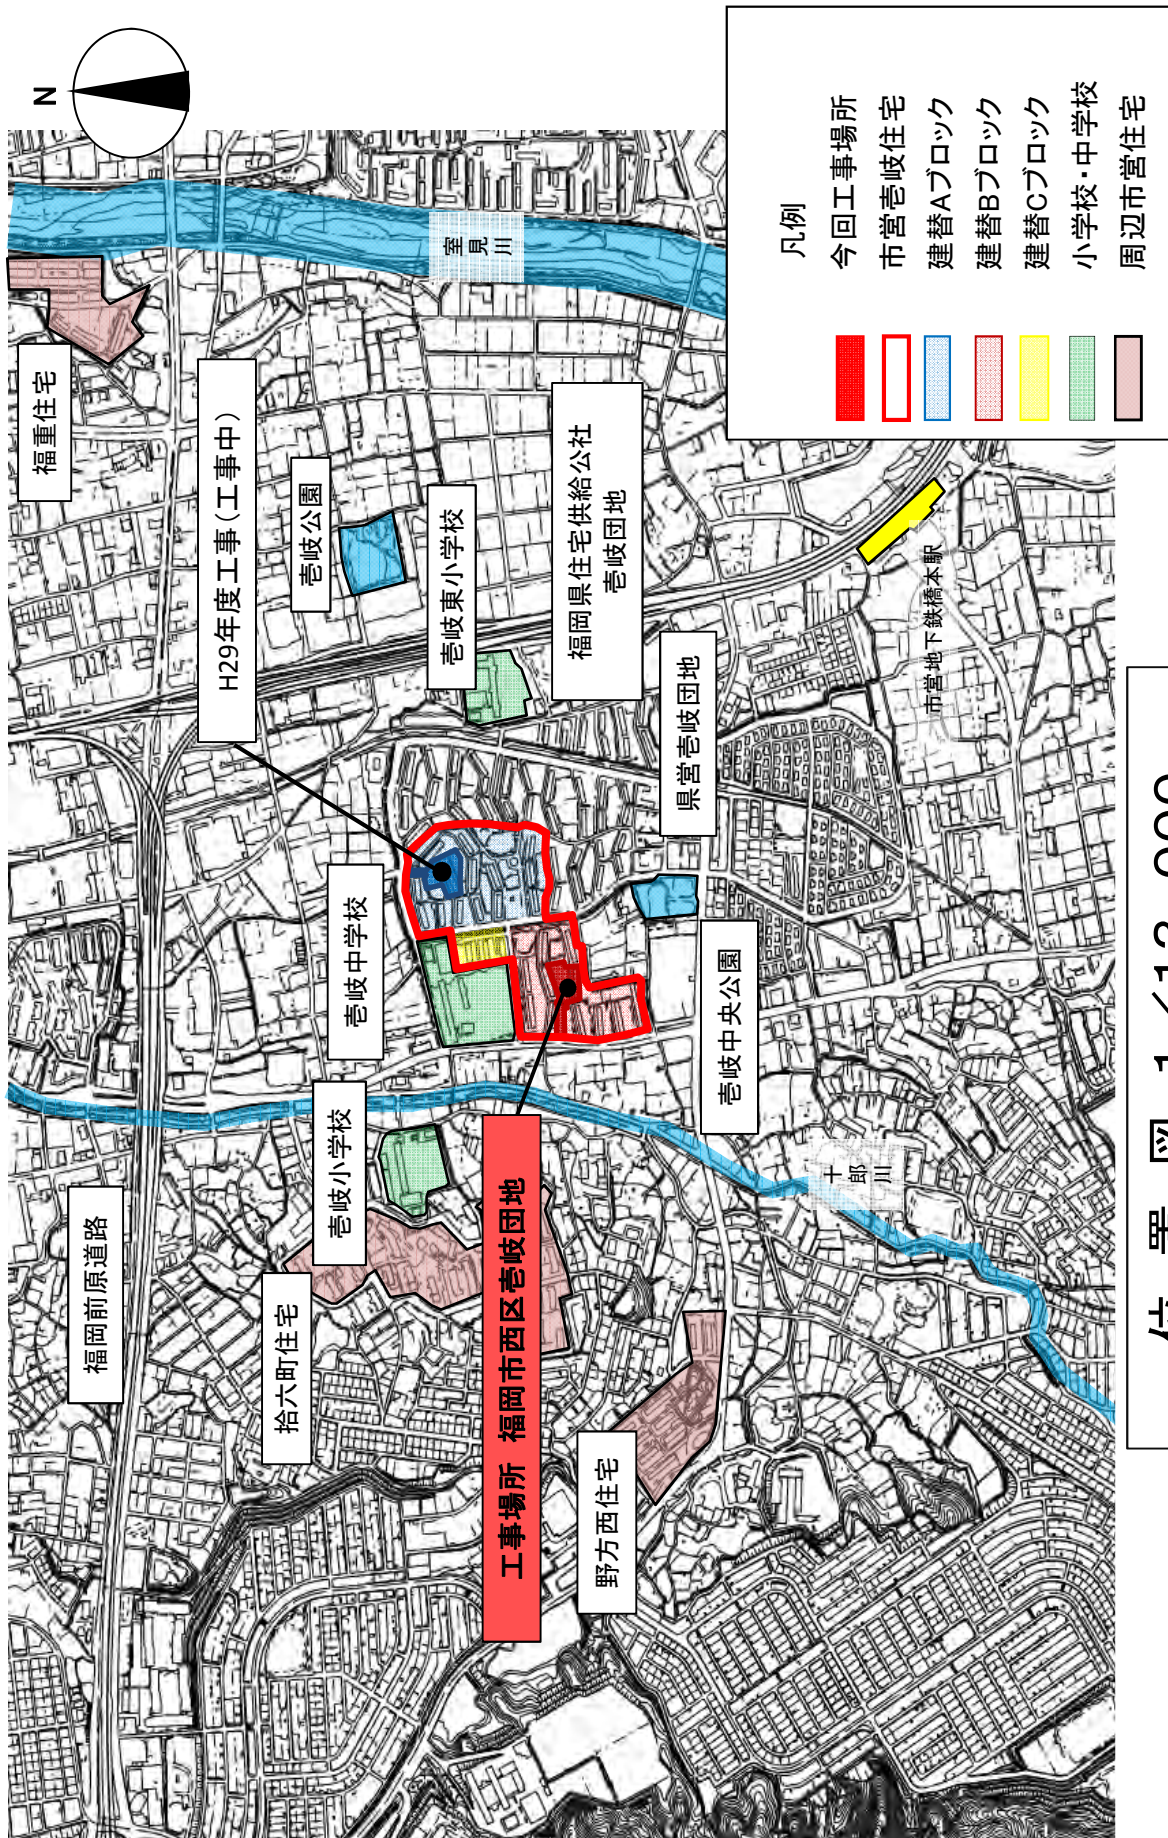 N
福重住宅
H29年度工事(工事中)
壱岐公園
壱岐東小学校
福岡県住宅供給公社
壱岐団地
県営壱岐団地
室見川
市営地下鉄橋本駅
福岡前原道路
拾六町住宅
壱岐小学校
壱岐中学校
工事場所 福岡市西区壱岐団地
野方西住宅
壱岐中央公園
十郎川
凡例
今回工事場所
市営壱岐住宅
建替Aブロック
建替Bブロック
建替Cブロック
小学校・中学校
周辺市営住宅
位 置 図